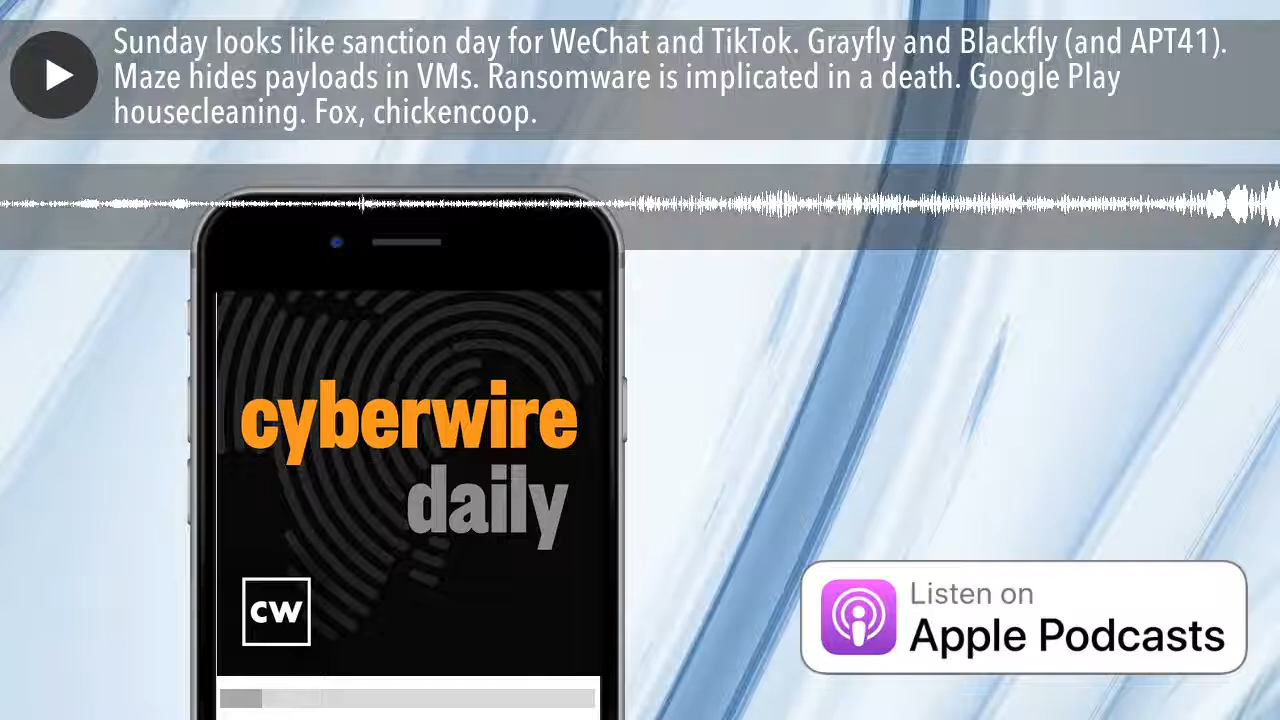 Sunday looks like sanction day for WeChat and TikTok. Grayfly and Blackfly (and APT41).
Maze hides payloads in VMs. Ransomware is implicated in a death. Google Play
housecleaning. Fox, chickencoop.
cyberwire
daily
CW
Listen on
Apple Podcasts